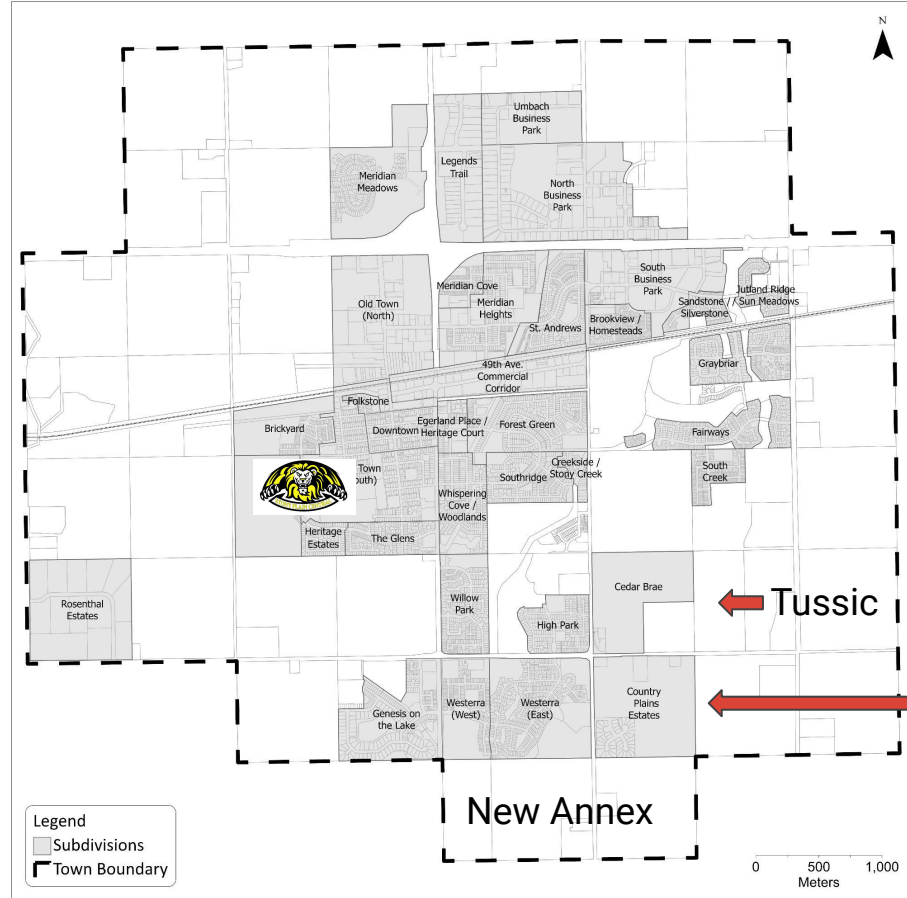 N
Umbach
Business
Park
Legends
Trail
Meridian
Meadows
North
Business
Park
South
Business
Park
Jutland Ridge
/ Sun Meadows
Sandstone /
Silverstone
Meridian Cove
Meridian
Heights
Old Town
(North)
St. Andrews
Brookview /
Homesteads
49th Ave.
Commercial
Corridor
Graybriar
Folkstone
Brickyard
Downtown
Egerland Place /
Heritage Court
Forest Green
Fairways
Town
outh)
Creekside /
Stony Creek
Southridge
South
Creek
Whispering
Cove /
Woodlands
Heritage
Estates
The Glens
Cedar Brae
Tussic
Rosenthal
Estates
Willow
Park
High Park
Genesis on
the Lake
Westerra
(West)
Westerra
(East)
Country
Plains
Estates
New Annex
Legend
Subdivisions
Town Boundary
0 500 1,000
Meters